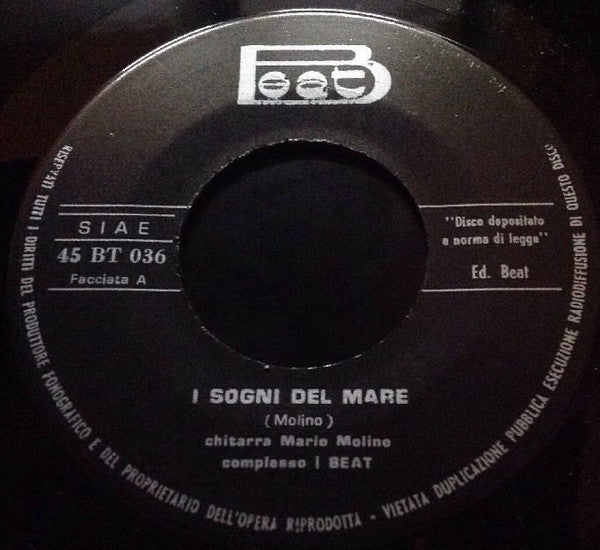 Beat
SIAE
45 BT 036
Facciata A
"Disco depositato
a norma di legge"
Ed. Beat
I SOGNI DEL MARE
(Molino)
chitarra Mario Molino
complesso I BEAT
RISERVATI TUTTI I DIRITTI DEL PRODUTTORE FONOGRAFICO E DEL PROPRIETARIO DELL'OPERA RIPRODOTTA - VIETATA DUPLICAZIONE PUBBLICA ESECUZIONE RADIODIFFUSIONE DI QUESTO DISCO